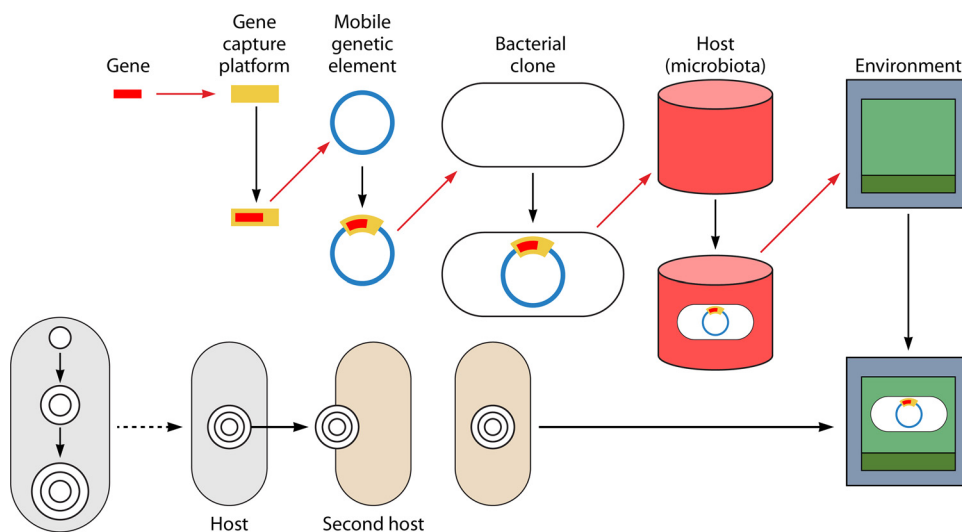 Gene
Gene
capture
platform
Mobile
genetic
element
Bacterial
clone
Host
(microbiota)
Environment
Host
Second host